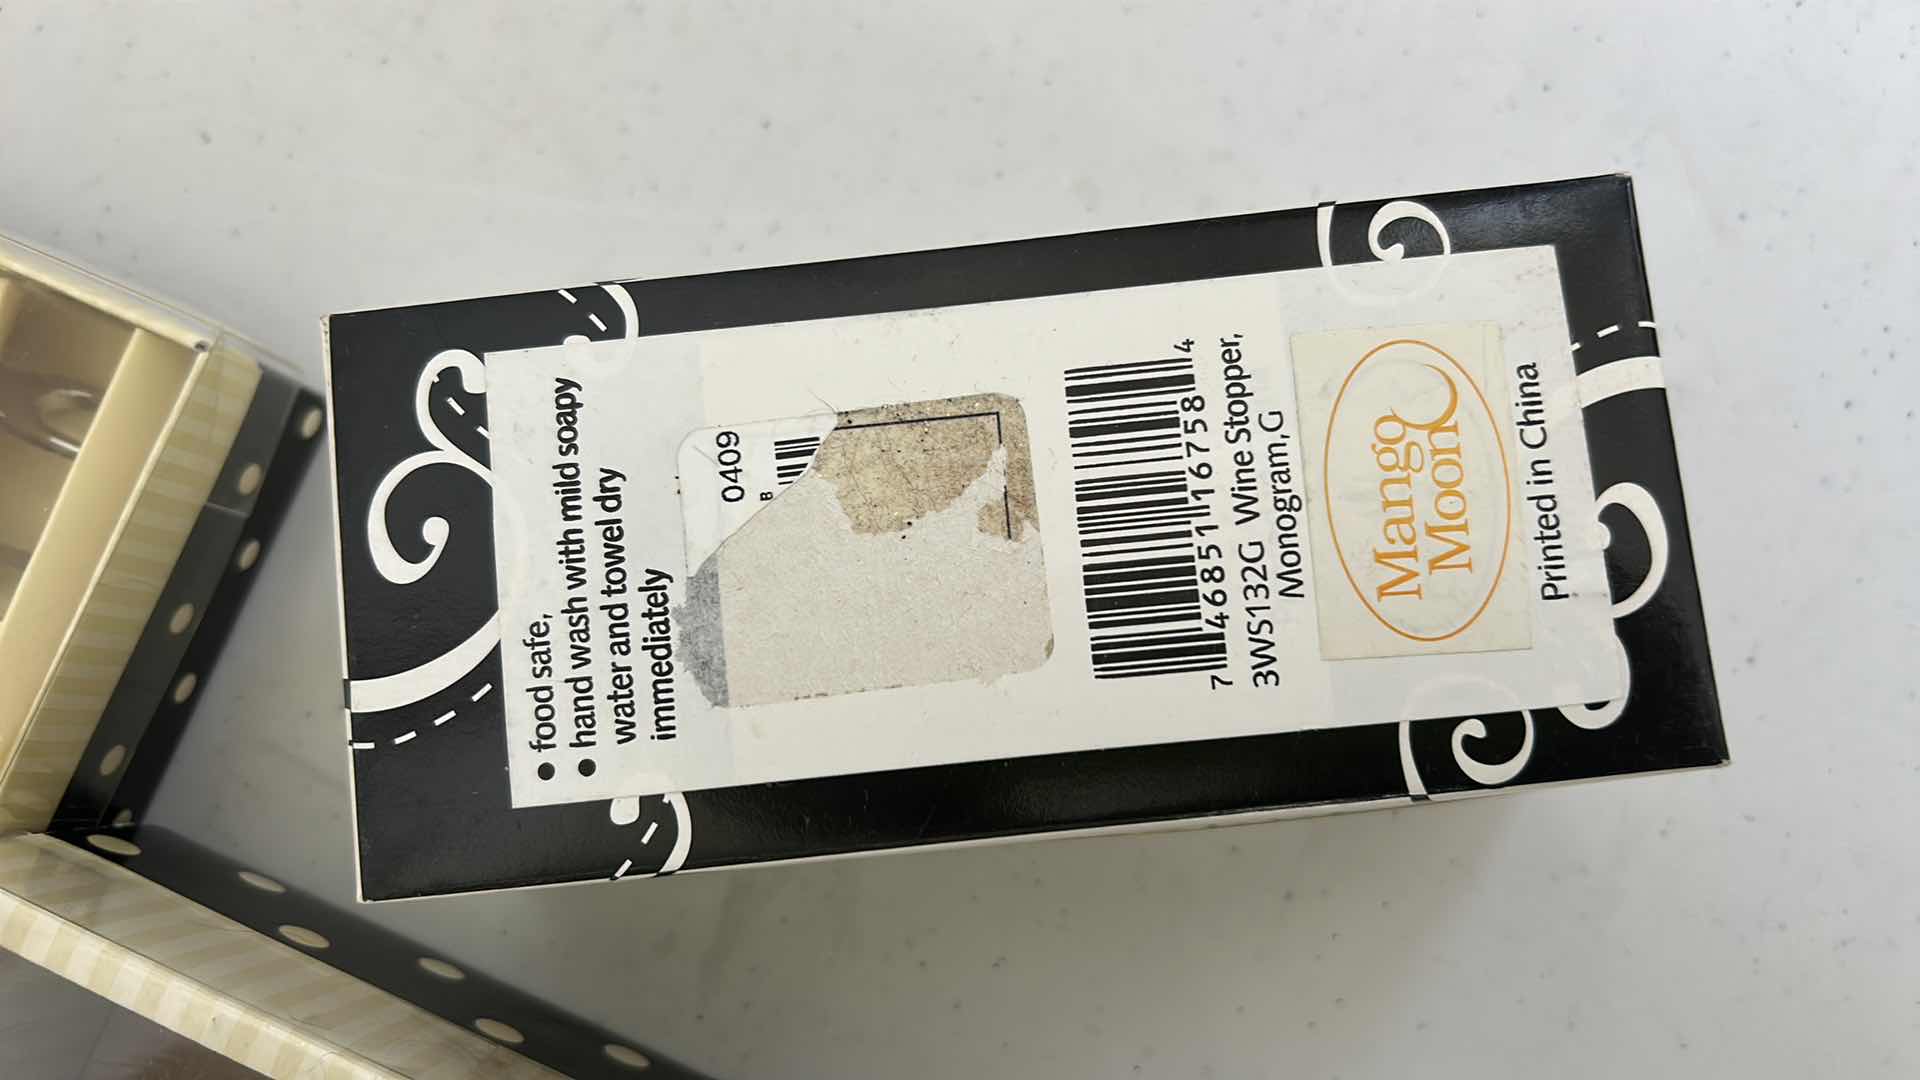 • food safe,
• hand wash with mild soapy
water and towel dry
immediately
0409
B
7 46851 16758 4
3WS132G Wine Stopper,
Monogram,G
Mango
Moon
Printed in China